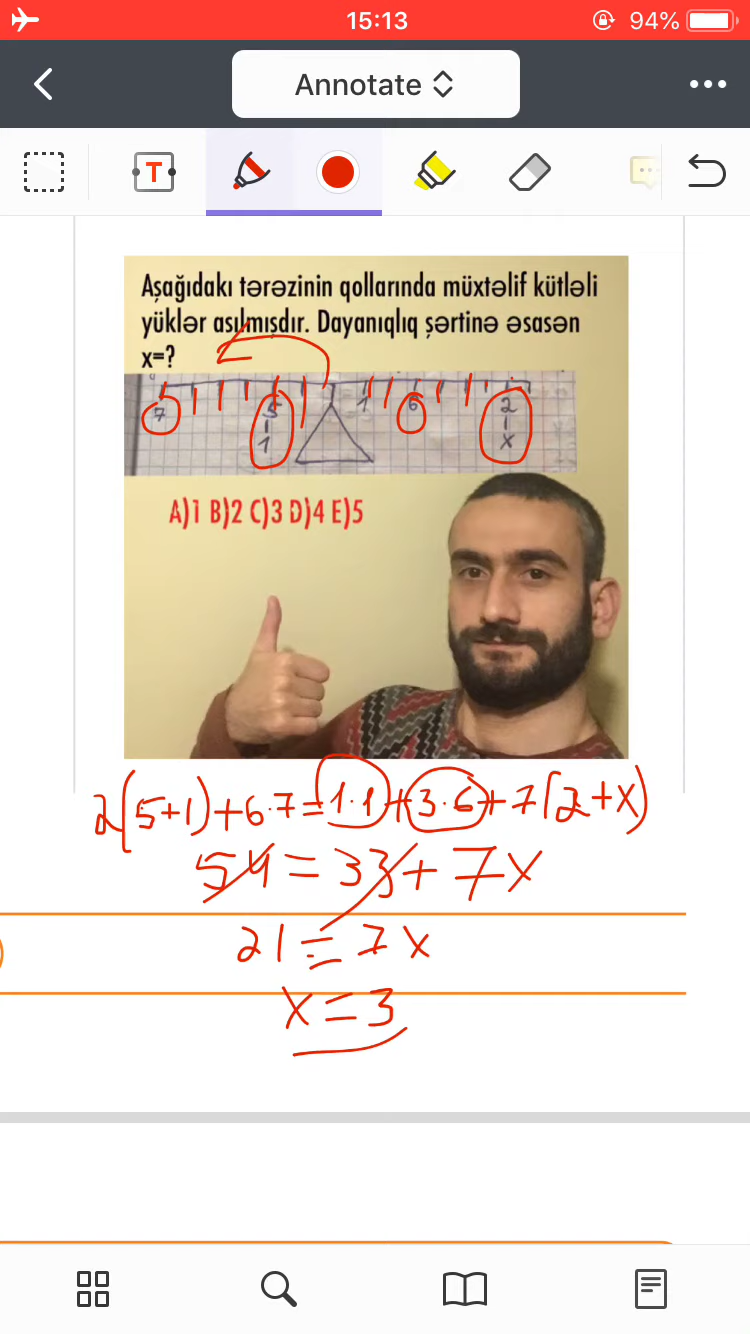 15:13
94%
Annotate
T
Aşağıdakı tərəzinin qollarında müxtəlif kütləli
yüklər asılmışdır. Dayanıqlıq şərtinə əsasən
x=?
7 5 1 6 2
1 x
A)1 B)2 C)3 D)4 E)5
2(5+1)+6·7=1·1+3·6+7(2+x)
54=33+7x
21=7x
x=3